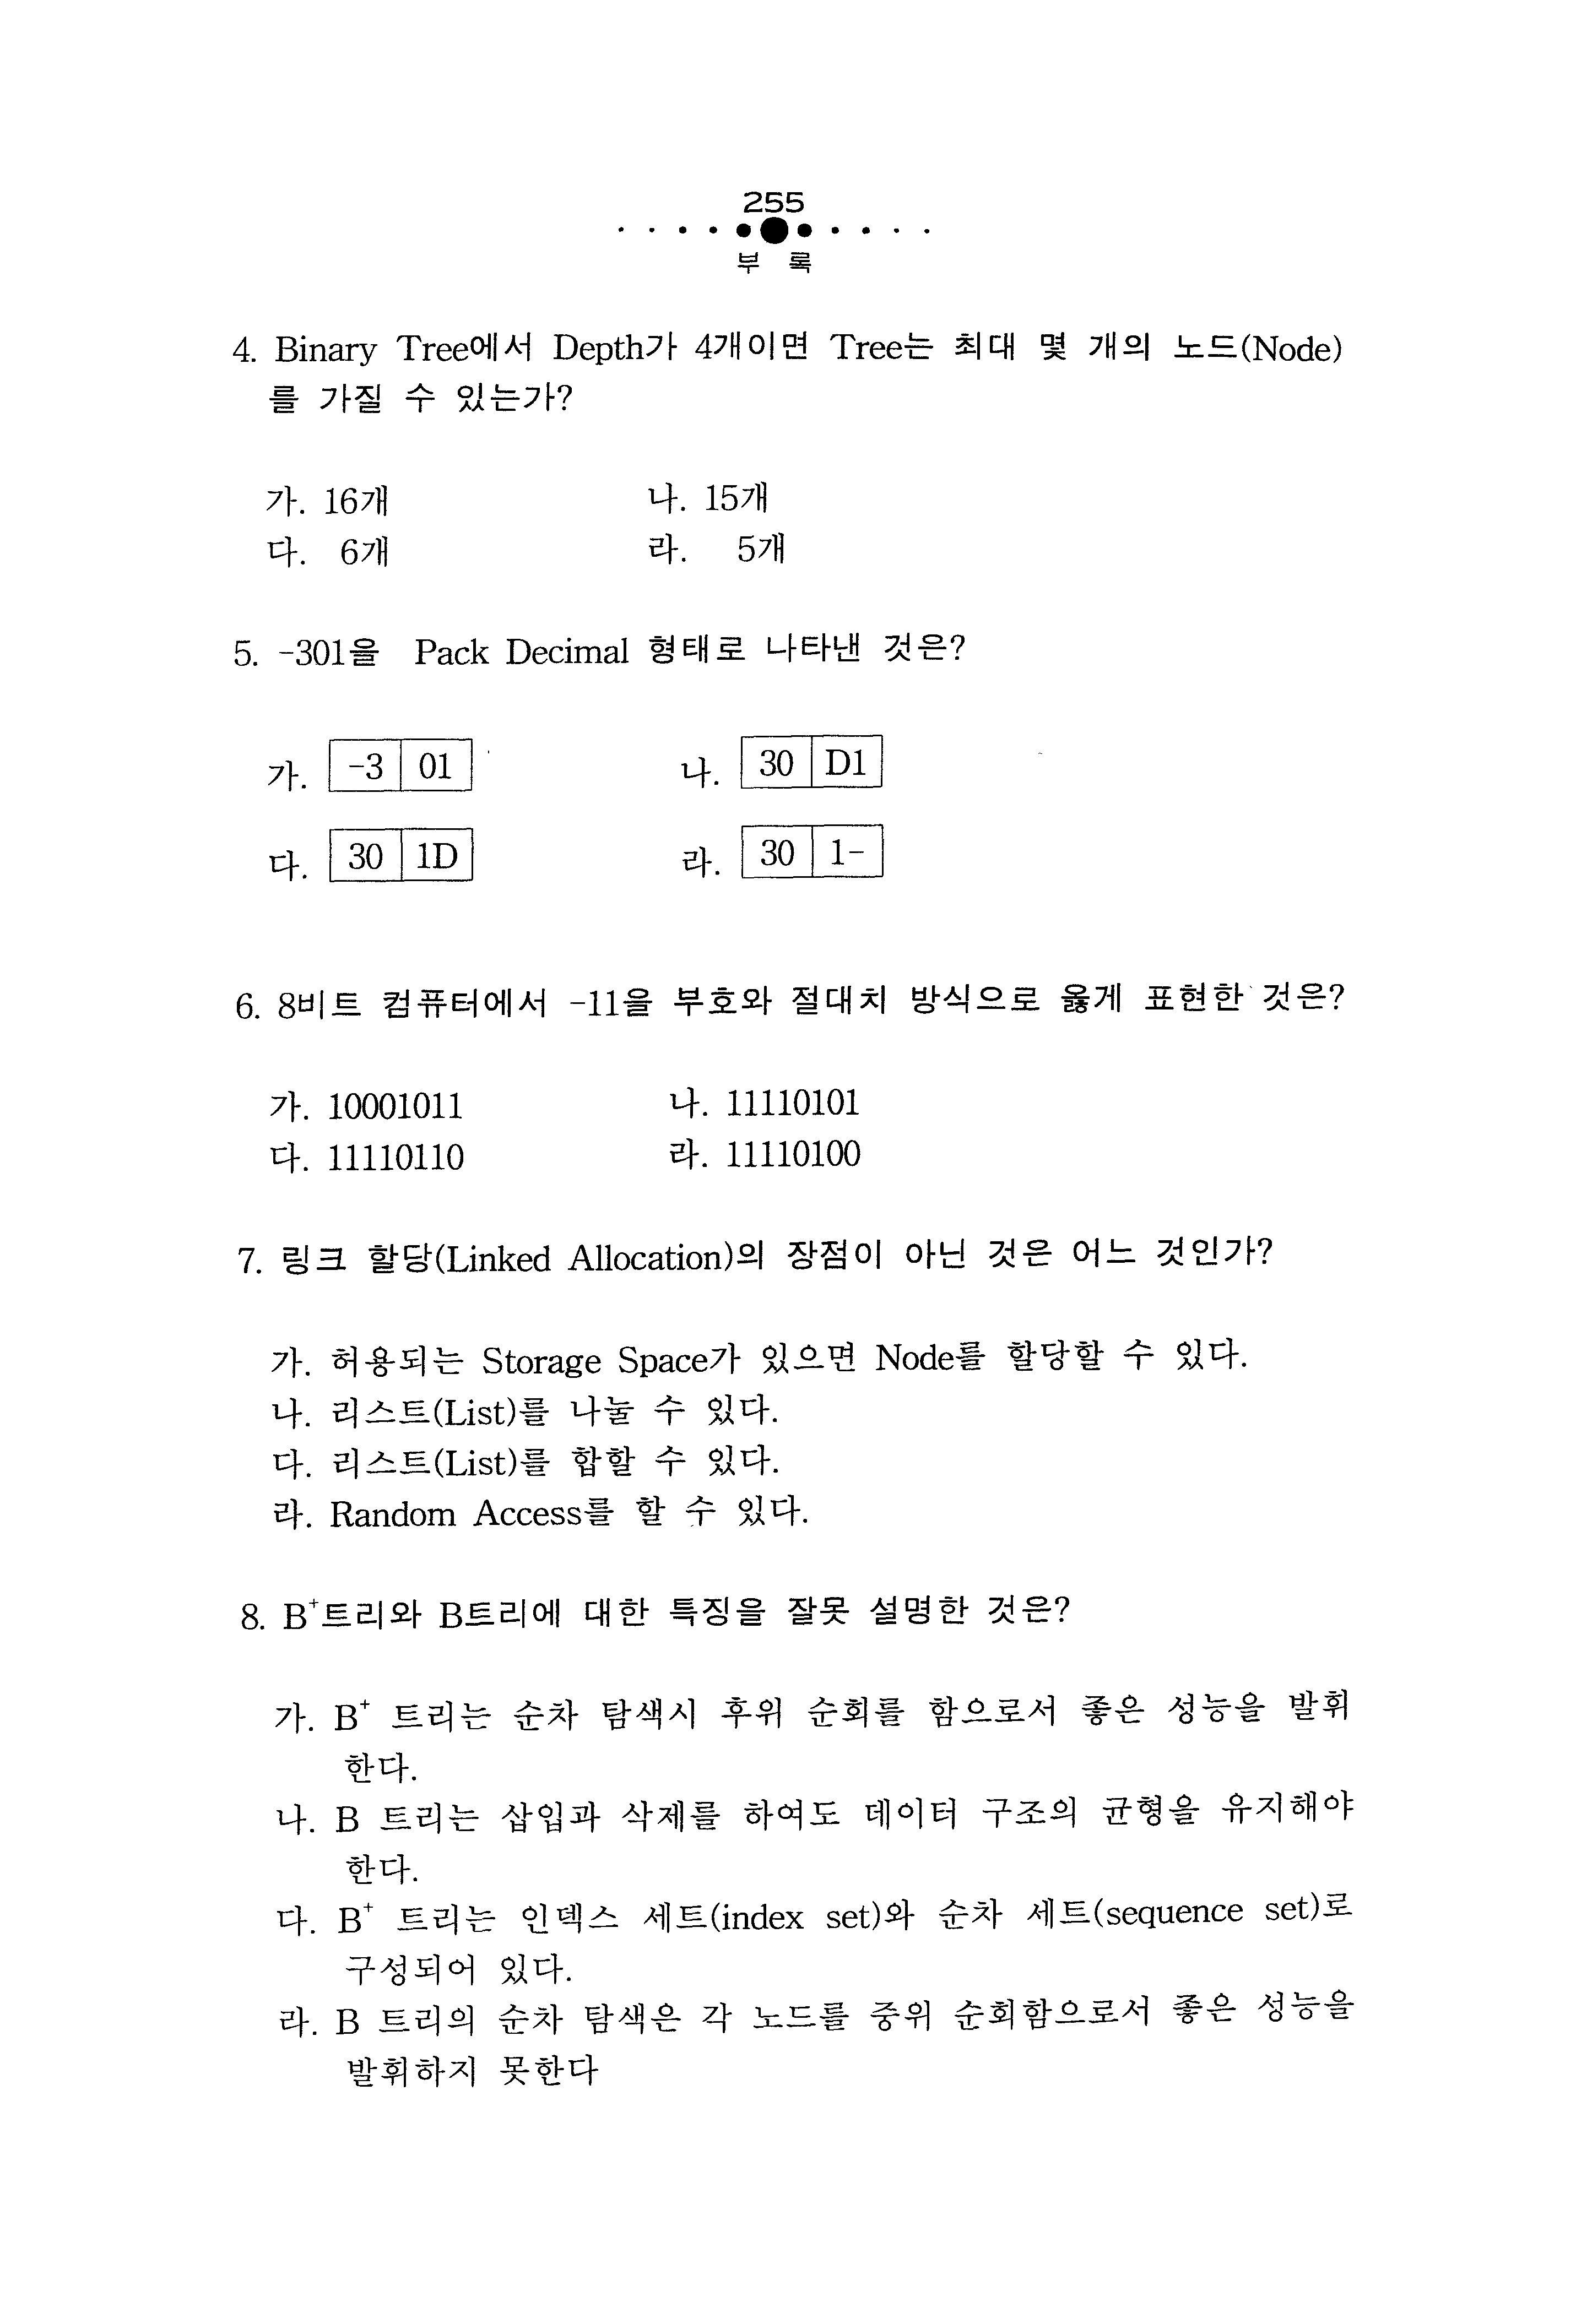 255
부 록
4. Binary Tree에서 Depth가 4개이면 Tree는 최대 몇 개의 노드(Node)
를 가질 수 있는가?
가. 16개 나. 15개
다. 6개 라. 5개
5. -301을 Pack Decimal 형태로 나타낸 것은?
가. -3 01 나. 30 D1
다. 30 1D 라. 30 1-
6. 8비트 컴퓨터에서 -11을 부호와 절대치 방식으로 옳게 표현한 것은?
가. 10001011 나. 11110101
다. 11110110 라. 11110100
7. 링크 할당(Linked Allocation)의 장점이 아닌 것은 어느 것인가?
가. 허용되는 Storage Space가 있으면 Node를 할당할 수 있다.
나. 리스트(List)를 나눌 수 있다.
다. 리스트(List)를 합할 수 있다.
라. Random Access를 할 수 있다.
8. B⁺트리와 B트리에 대한 특징을 잘못 설명한 것은?
가. B⁺ 트리는 순차 탐색시 후위 순회를 함으로서 좋은 성능을 발휘
한다.
나. B 트리는 삽입과 삭제를 하여도 데이터 구조의 균형을 유지해야
한다.
다. B⁺ 트리는 인덱스 세트(index set)와 순차 세트(sequence set)로
구성되어 있다.
라. B 트리의 순차 탐색은 각 노드를 중위 순회함으로서 좋은 성능을
발휘하지 못한다